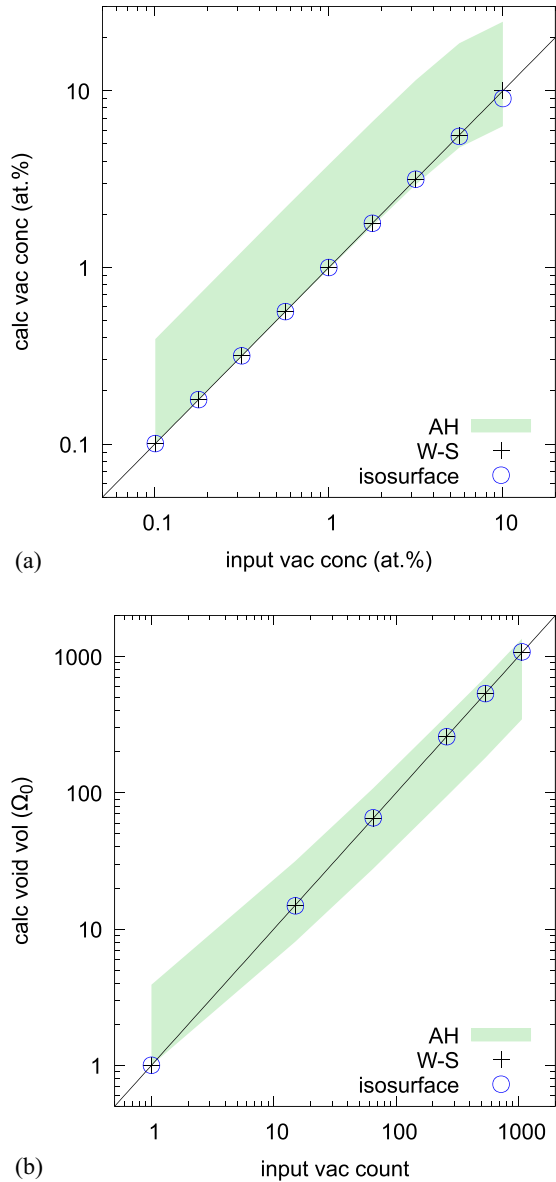 10
1
0.1
calc vac conc (at.%)
AH
W-S
isosurface
0.1 1 10
input vac conc (at.%)
(a)
1000
100
10
1
calc void vol (Ω₀)
AH
W-S
isosurface
1 10 100 1000
input vac count
(b)